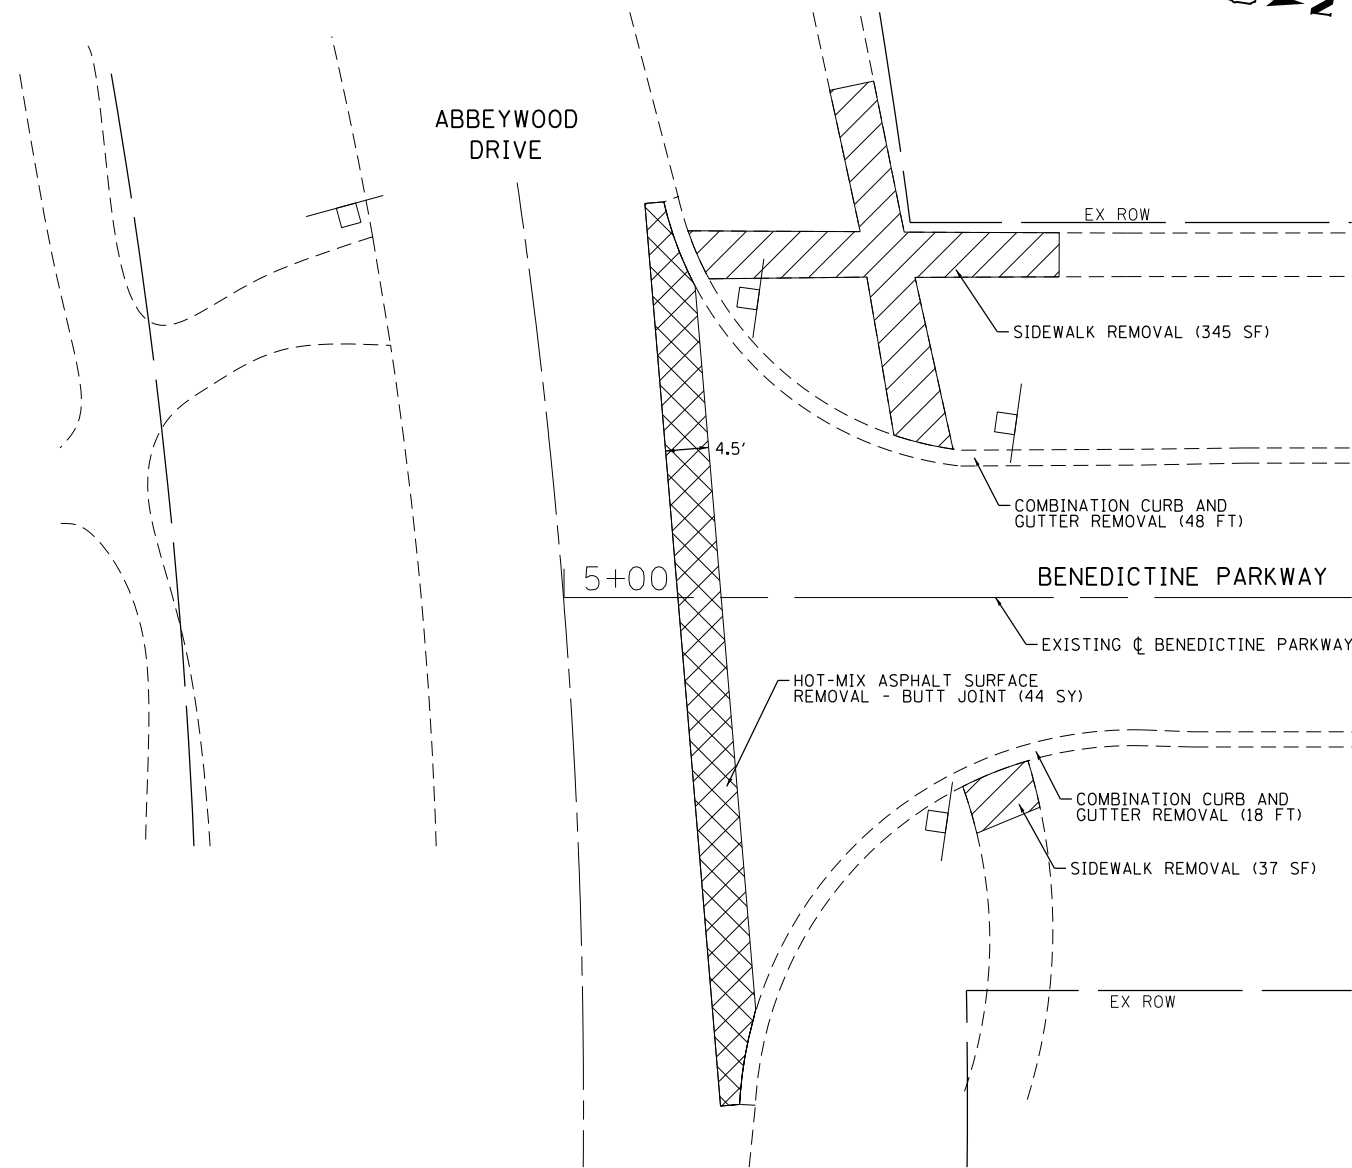 N
ABBEYWOOD
DRIVE
EX ROW
SIDEWALK REMOVAL (345 SF)
4.5'
COMBINATION CURB AND
GUTTER REMOVAL (48 FT)
5+00
BENEDICTINE PARKWAY
EXISTING ℄ BENEDICTINE PARKWAY
HOT-MIX ASPHALT SURFACE
REMOVAL - BUTT JOINT (44 SY)
COMBINATION CURB AND
GUTTER REMOVAL (18 FT)
SIDEWALK REMOVAL (37 SF)
EX ROW